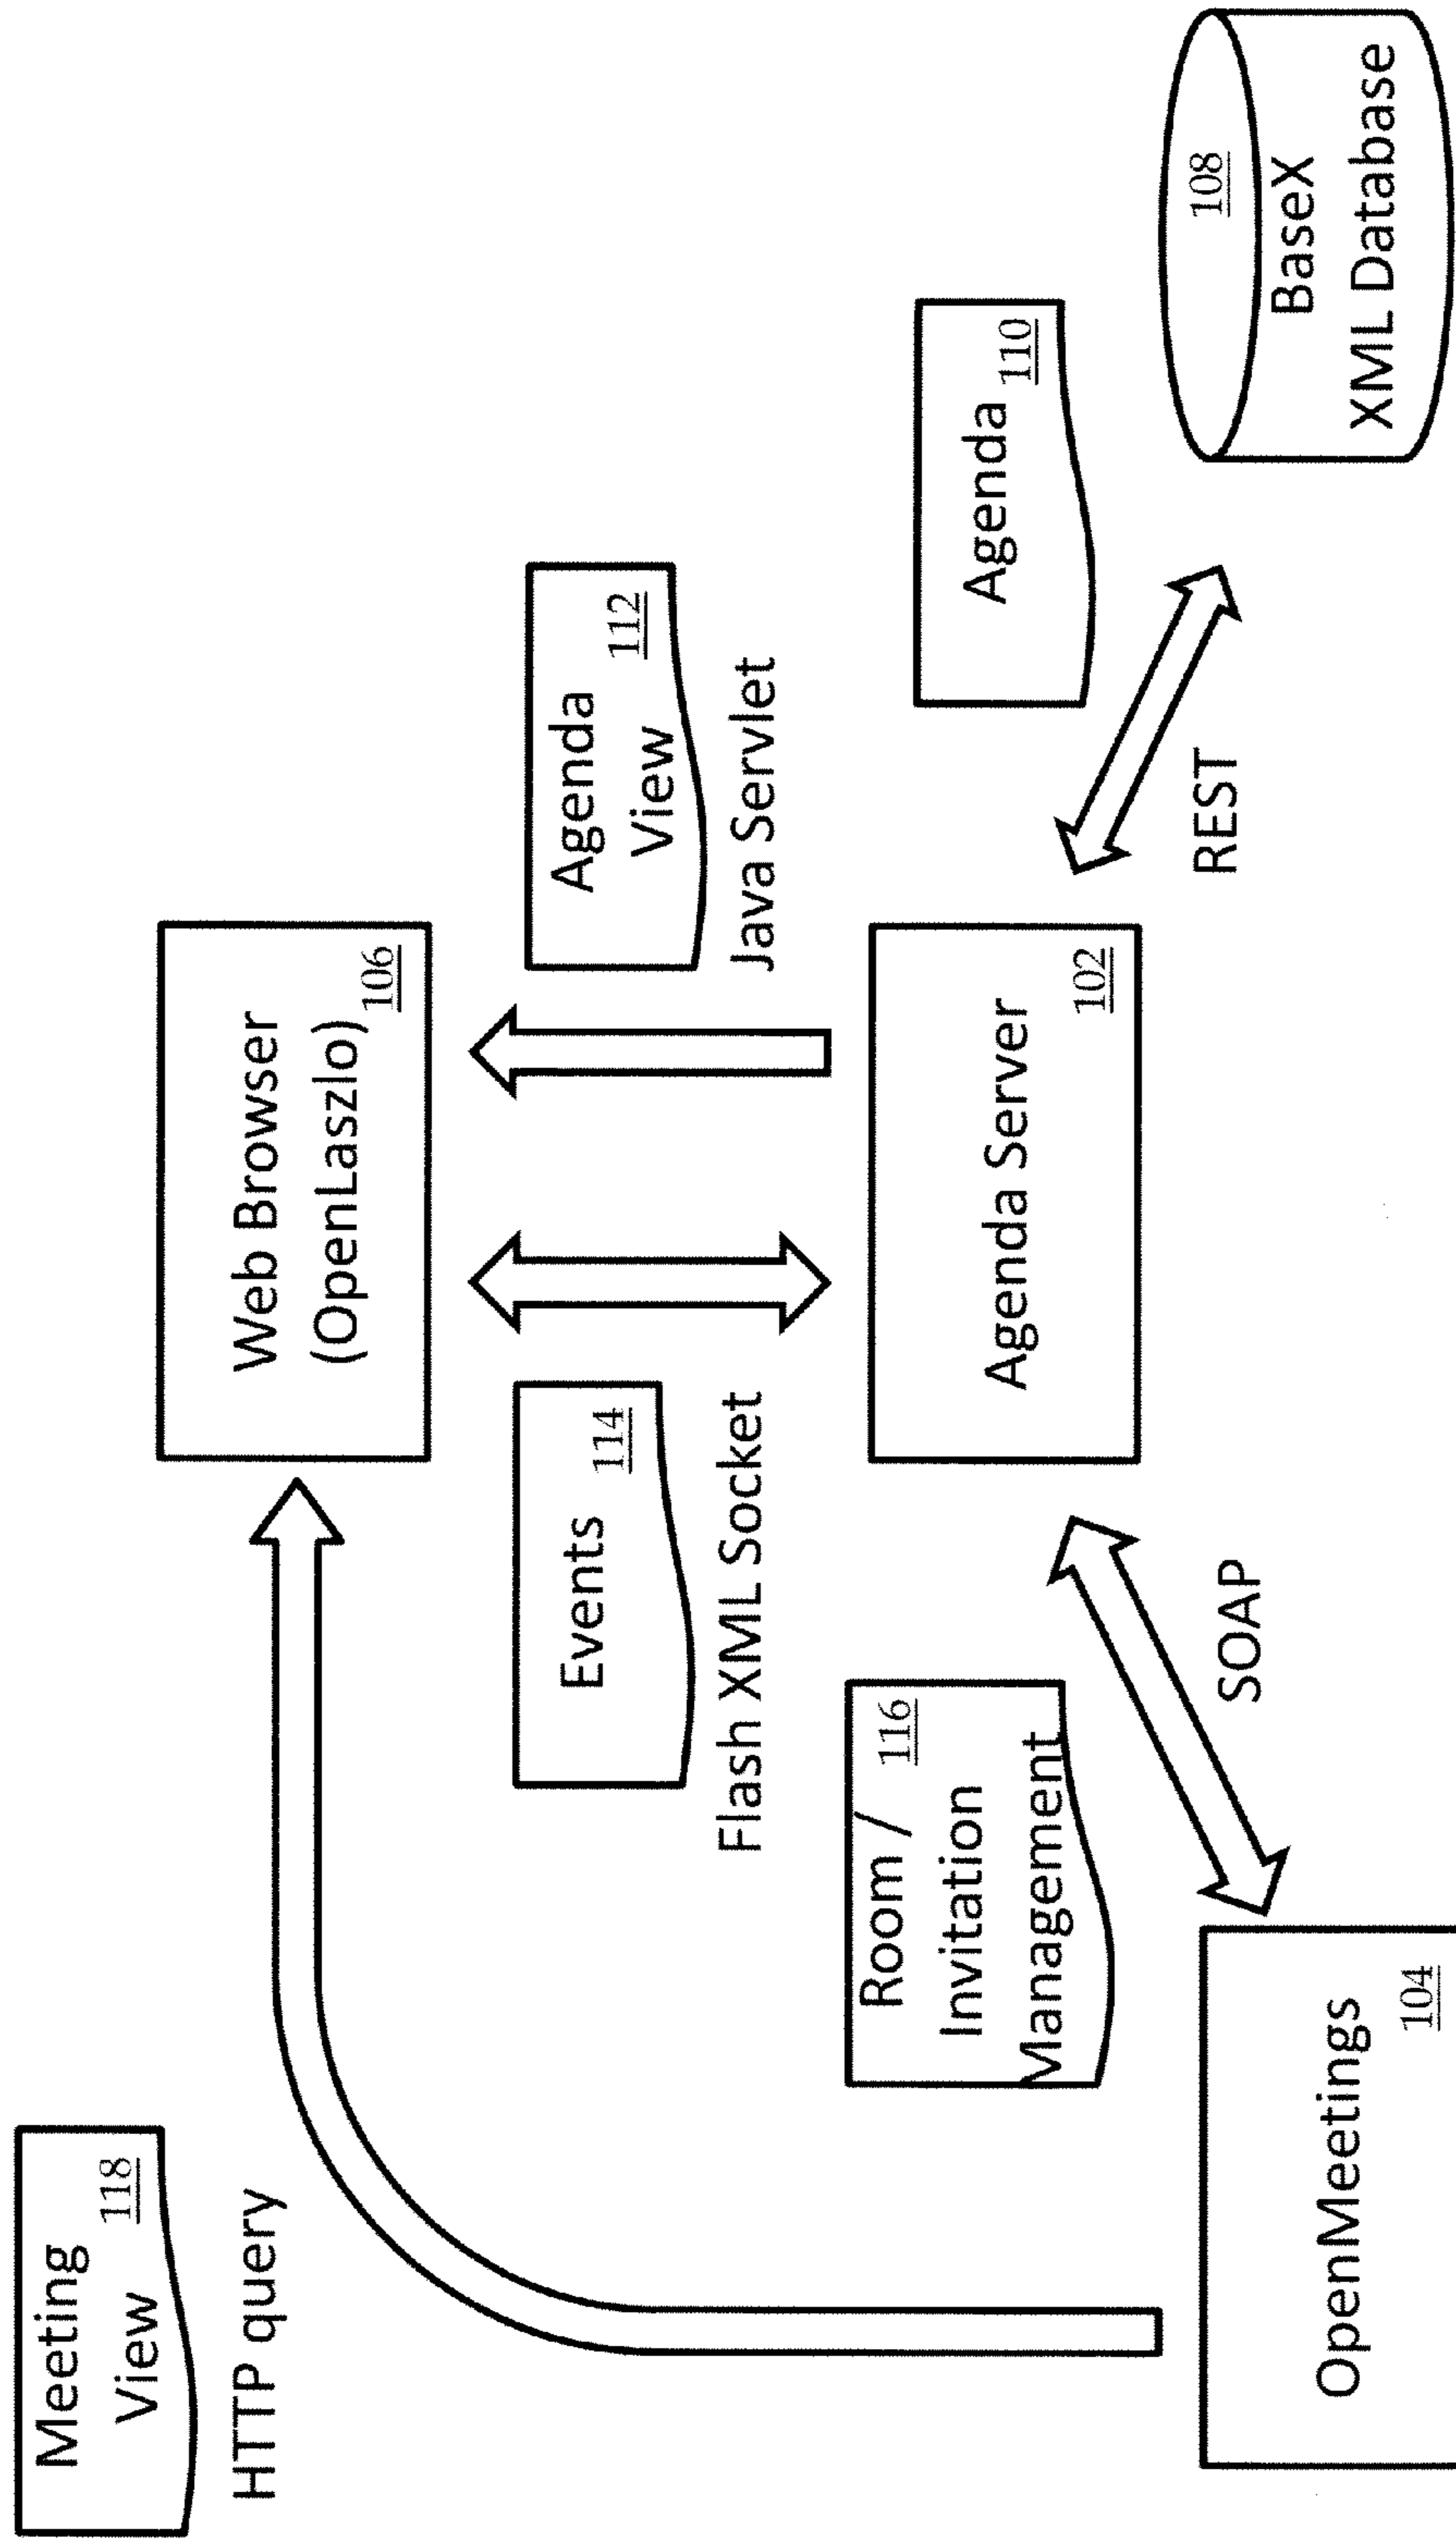 Meeting
View
118
HTTP query
Web Browser
(OpenLaszlo)
106
Events
114
Flash XML Socket
Agenda
View
112
Java Servlet
Room /
116
Invitation
Management
SOAP
Agenda Server
102
Agenda
110
REST
OpenMeetings
104
108
BaseX
XML Database